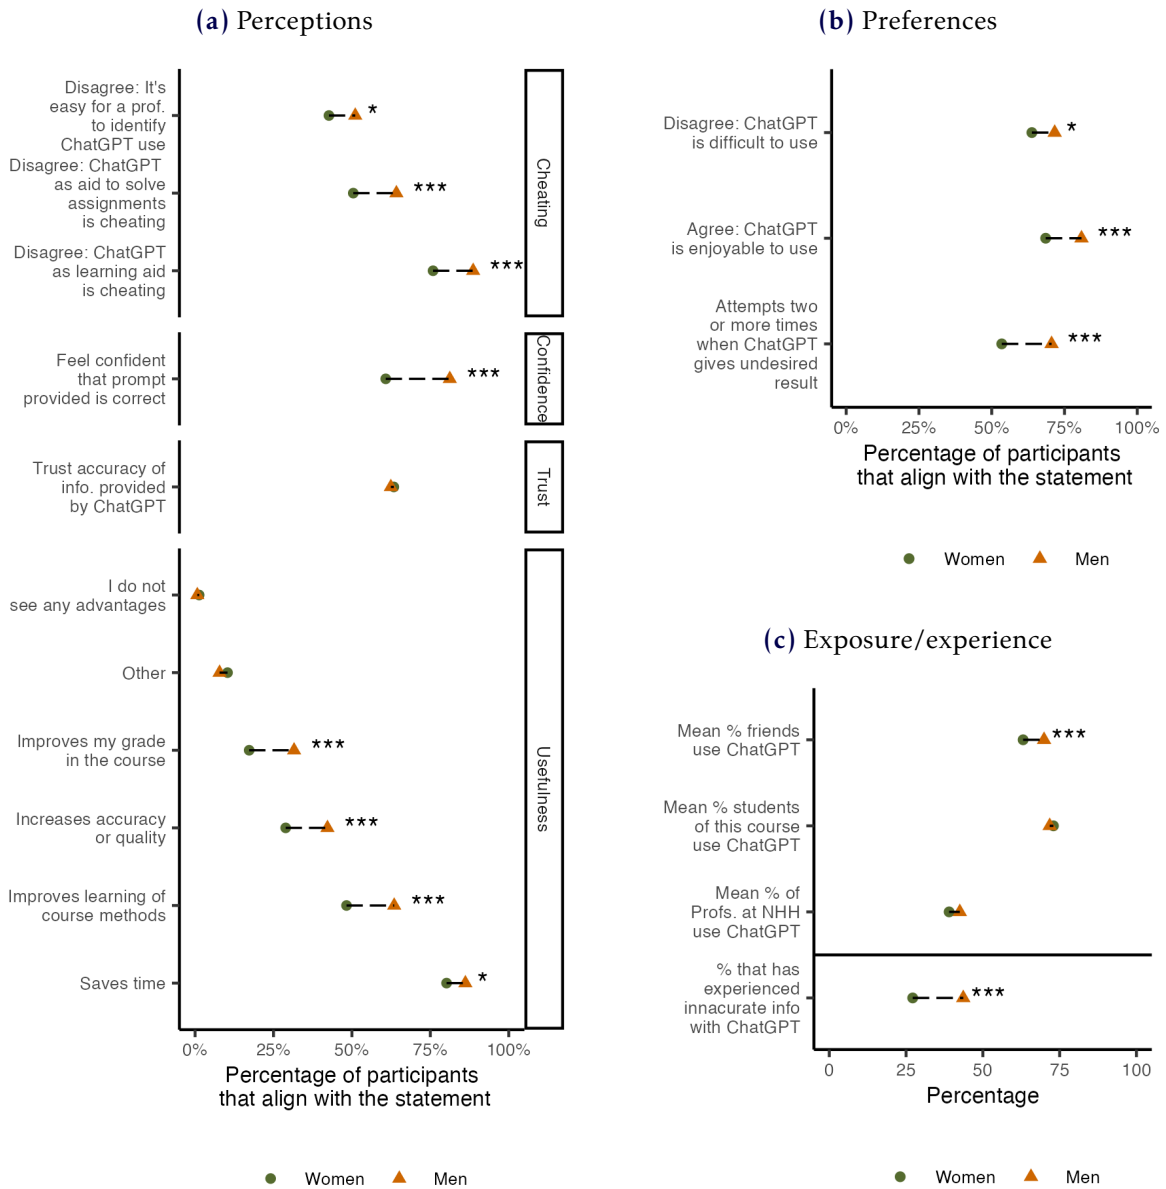 (a) Perceptions
Disagree: It's
easy for a prof.
to identify
ChatGPT use
*
Disagree: ChatGPT
as aid to solve
assignments
is cheating
***
Disagree: ChatGPT
as learning aid
is cheating
***
Cheating
Feel confident
that prompt
provided is correct
***
Confidence
Trust accuracy of
info. provided
by ChatGPT
Trust
I do not
see any advantages
Other
Improves my grade
in the course
***
Increases accuracy
or quality
***
Improves learning of
course methods
***
Saves time
*
Usefulness
0% 25% 50% 75% 100%
Percentage of participants
that align with the statement
Women Men
(b) Preferences
Disagree: ChatGPT
is difficult to use
*
Agree: ChatGPT
is enjoyable to use
***
Attempts two
or more times
when ChatGPT
gives undesired
result
***
0% 25% 50% 75% 100%
Percentage of participants
that align with the statement
Women Men
(c) Exposure/experience
Mean % friends
use ChatGPT
***
Mean % students
of this course
use ChatGPT
Mean % of
Profs. at NHH
use ChatGPT
% that has
experienced
innacurate info
with ChatGPT
***
0 25 50 75 100
Percentage
Women Men